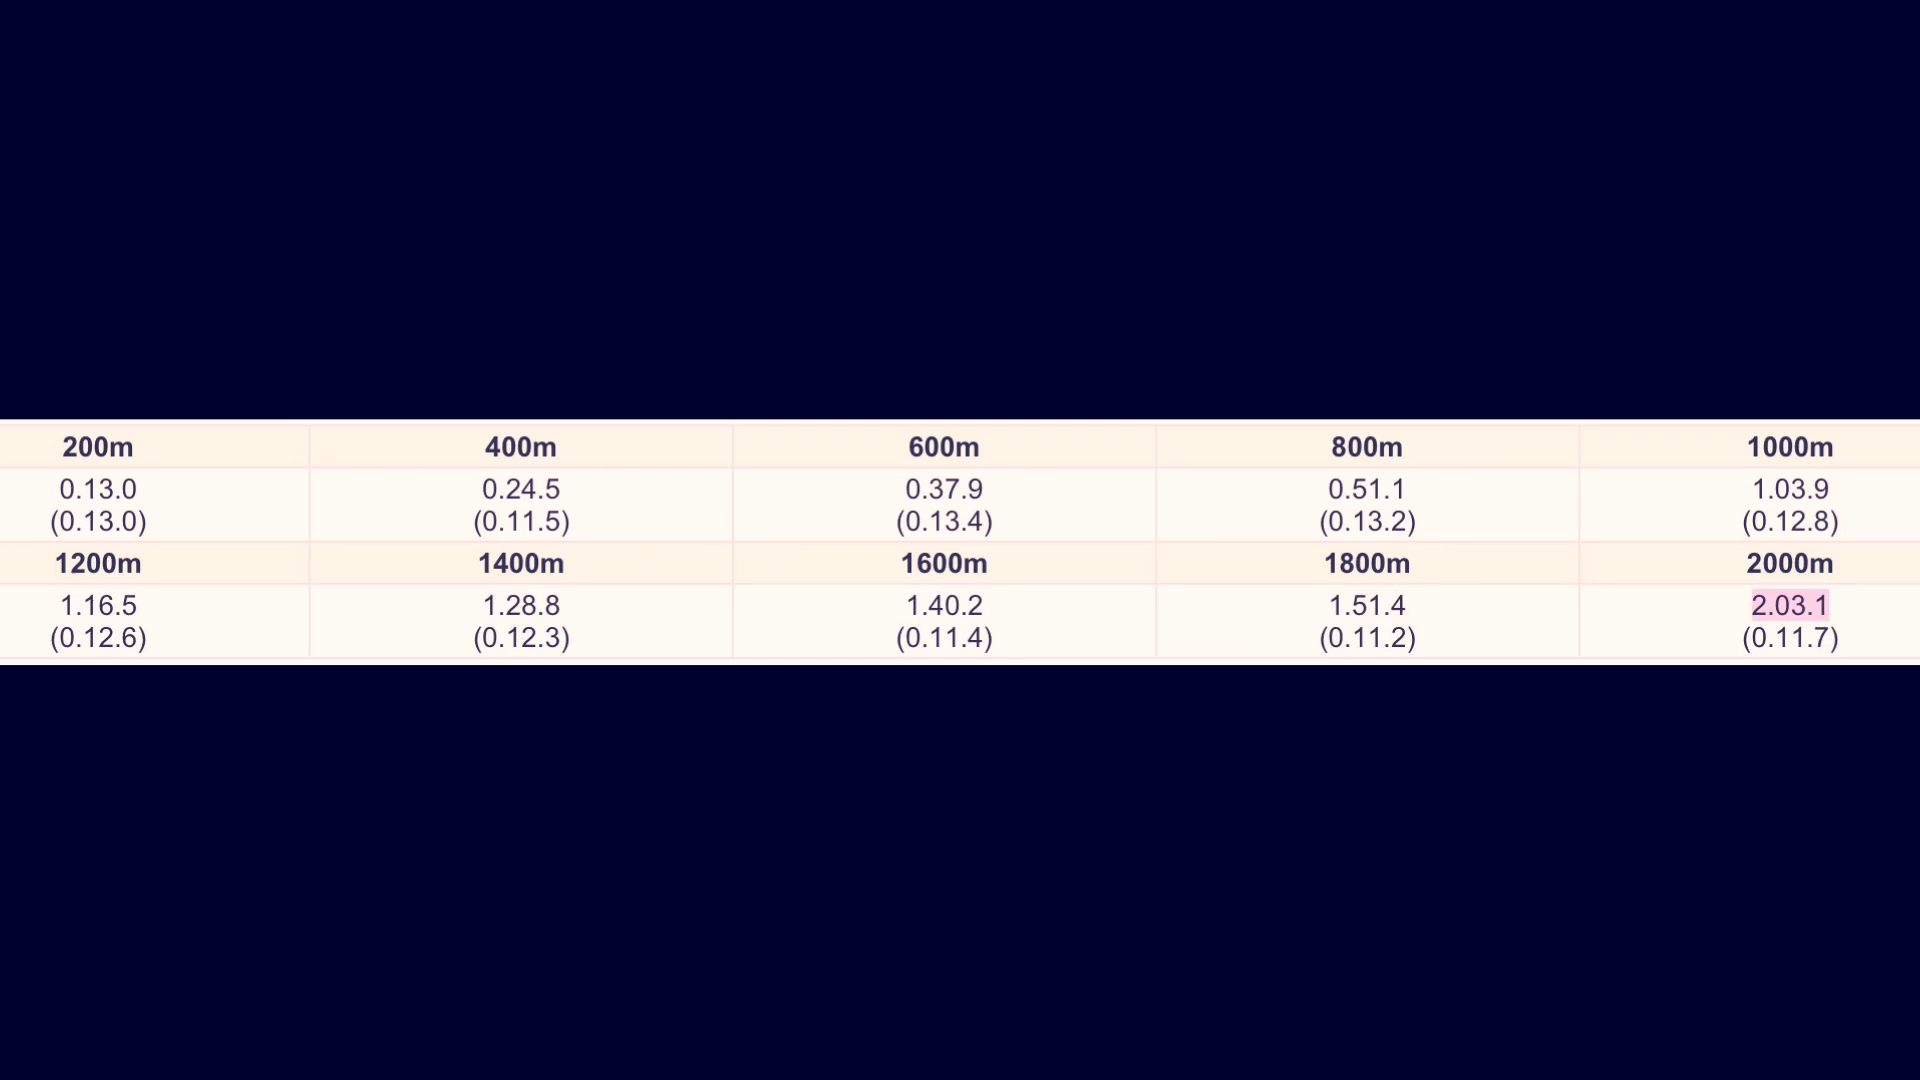 200m 400m 600m 800m 1000m
0.13.0 0.24.5 0.37.9 0.51.1 1.03.9
(0.13.0) (0.11.5) (0.13.4) (0.13.2) (0.12.8)
1200m 1400m 1600m 1800m 2000m
1.16.5 1.28.8 1.40.2 1.51.4 2.03.1
(0.12.6) (0.12.3) (0.11.4) (0.11.2) (0.11.7)